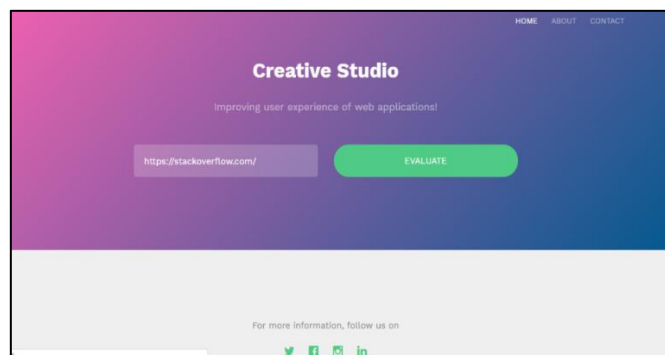 HOME ABOUT CONTACT
Creative Studio
Improving user experience of web applications!
https://stackoverflow.com/ EVALUATE
For more information, follow us on